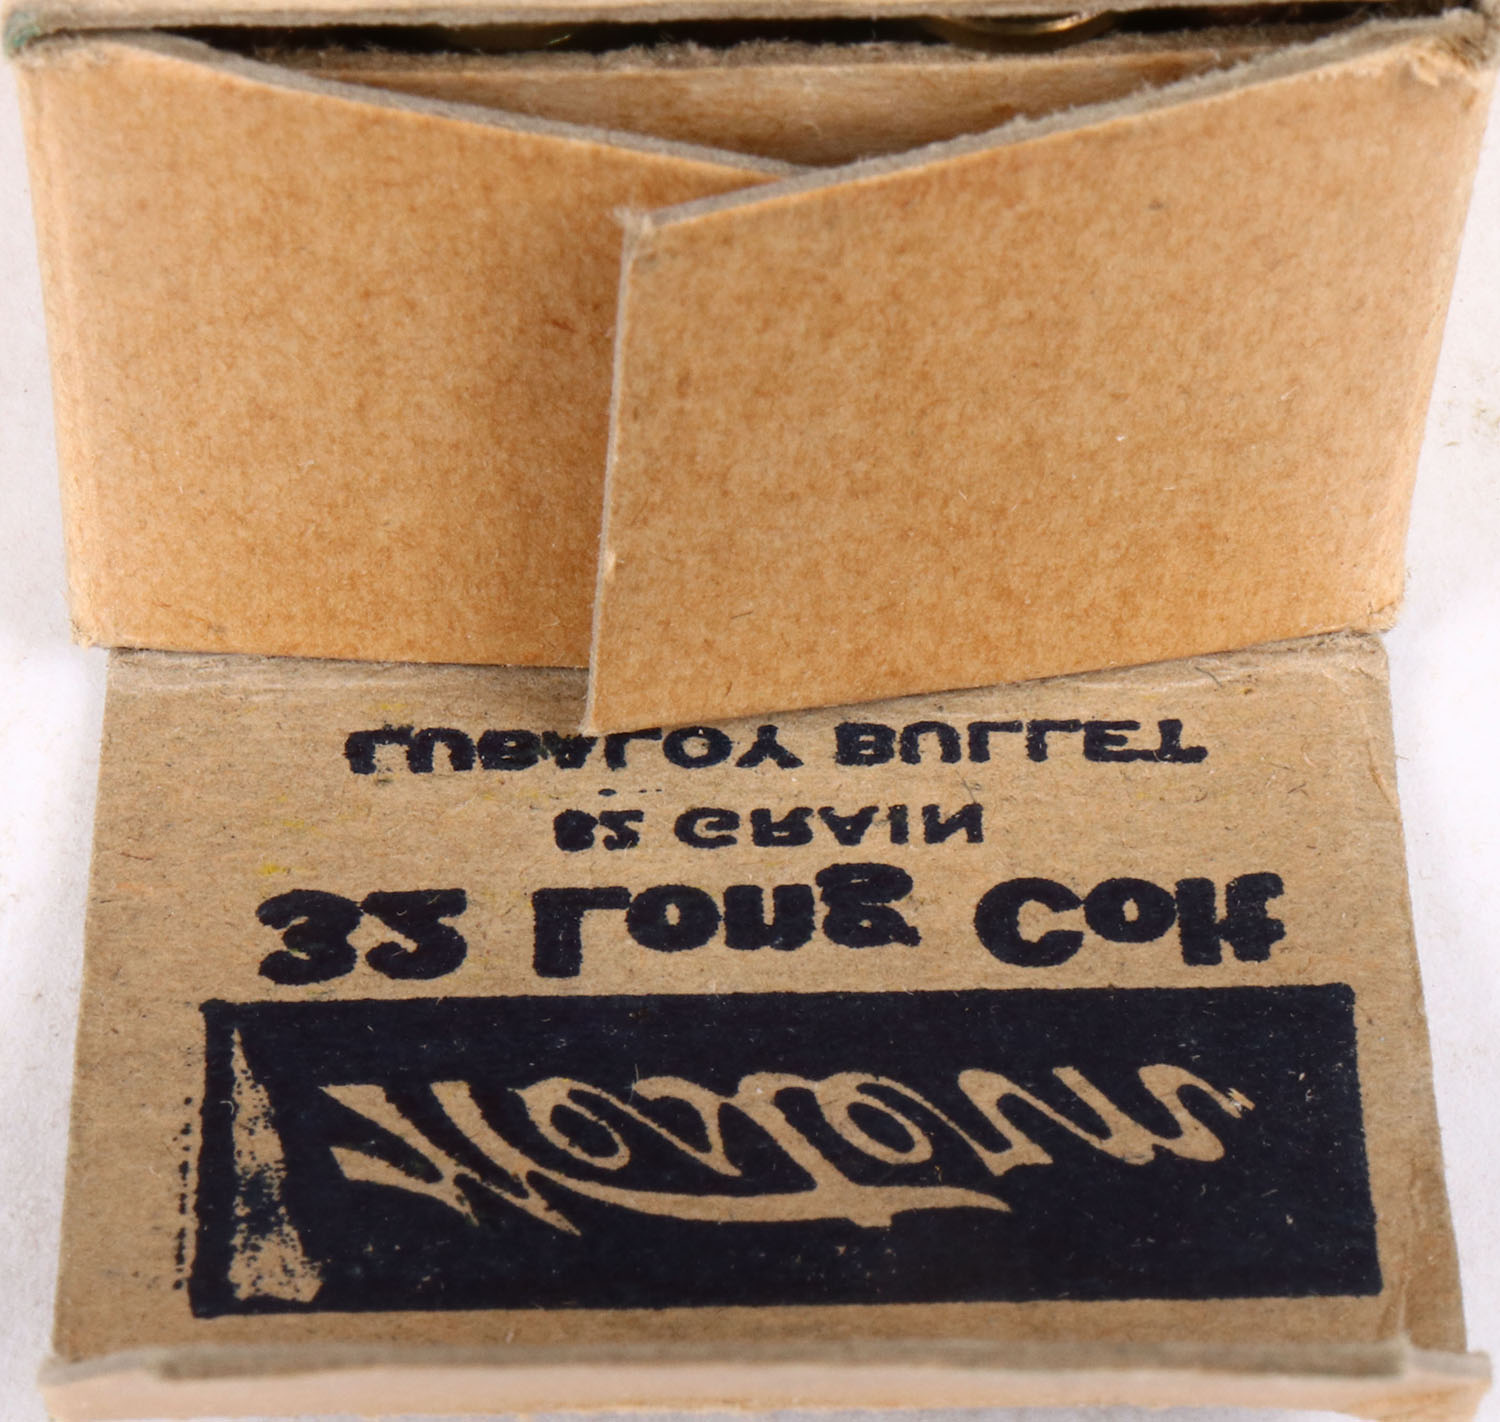 Western
32 Long Colt
82 GRAIN
LUBALOY BULLET